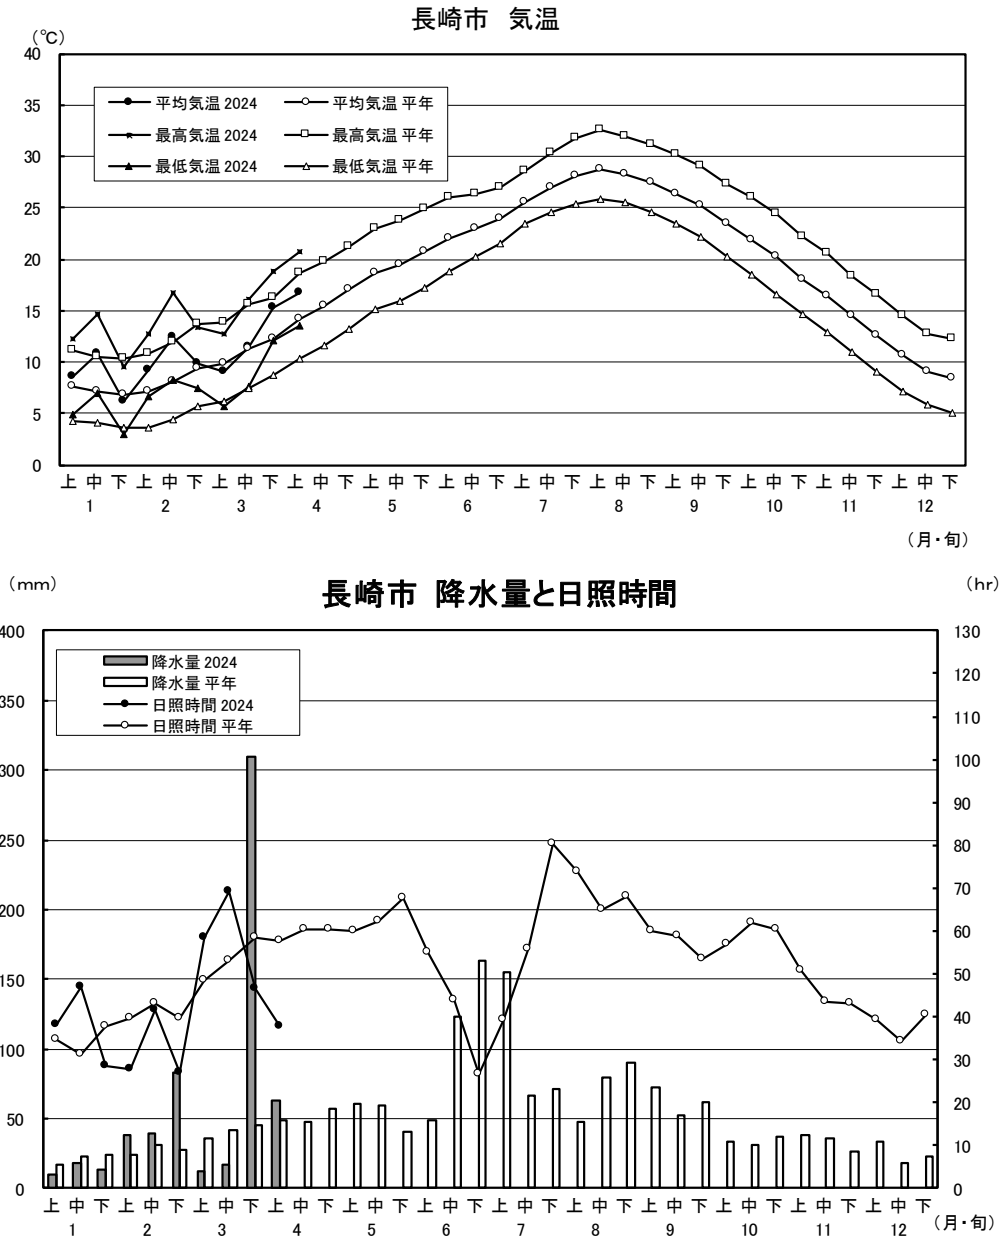 長崎市　気温
（℃）
40
35
30
25
20
15
10
5
0
平均気温 2024
平均気温 平年
最高気温 2024
最高気温 平年
最低気温 2024
最低気温 平年
上 中 下 上 中 下 上 中 下 上 中 下 上 中 下 上 中 下 上 中 下 上 中 下 上 中 下 上 中 下 上 中 下 上 中 下
1 2 3 4 5 6 7 8 9 10 11 12
（月・旬）
（mm）
長崎市　降水量と日照時間
（hr）
400
350
300
250
200
150
100
50
0
降水量 2024
降水量 平年
日照時間 2024
日照時間 平年
130
120
110
100
90
80
70
60
50
40
30
20
10
0
上 中 下 上 中 下 上 中 下 上 中 下 上 中 下 上 中 下 上 中 下 上 中 下 上 中 下 上 中 下 上 中 下 上 中 下
1 2 3 4 5 6 7 8 9 10 11 12
（月・旬）